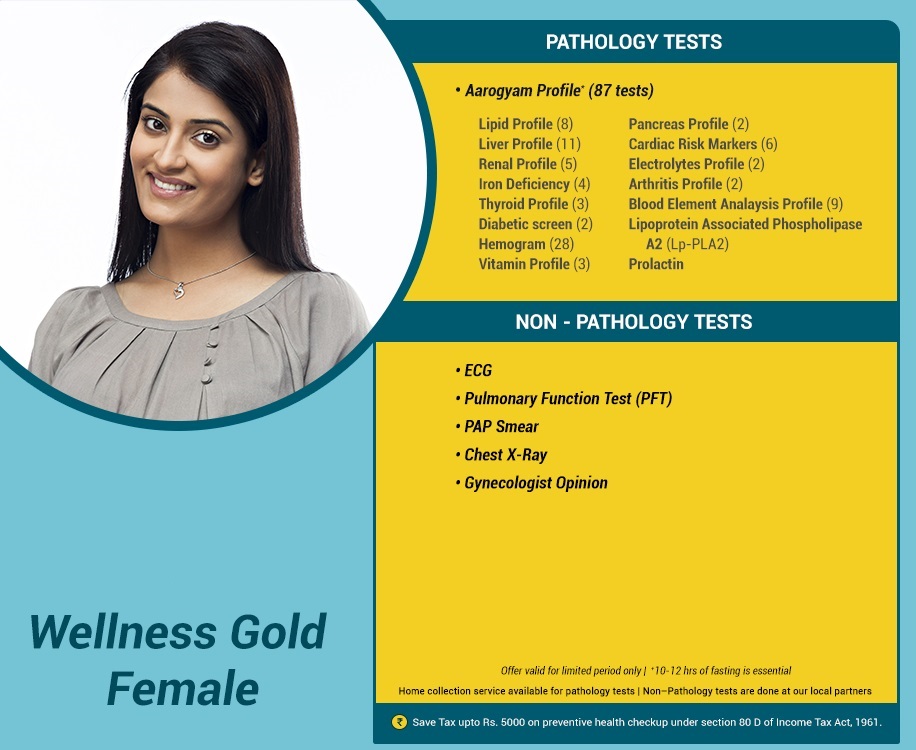 PATHOLOGY TESTS
• Aarogyam Profile* (87 tests)
Lipid Profile (8)
Liver Profile (11)
Renal Profile (5)
Iron Deficiency (4)
Thyroid Profile (3)
Diabetic screen (2)
Hemogram (28)
Vitamin Profile (3)
Pancreas Profile (2)
Cardiac Risk Markers (6)
Electrolytes Profile (2)
Arthritis Profile (2)
Blood Element Analaysis Profile (9)
Lipoprotein Associated Phospholipase
A2 (Lp-PLA2)
Prolactin
NON - PATHOLOGY TESTS
• ECG
• Pulmonary Function Test (PFT)
• PAP Smear
• Chest X-Ray
• Gynecologist Opinion
Wellness Gold
Female
Offer valid for limited period only | *10-12 hrs of fasting is essential
Home collection service available for pathology tests | Non–Pathology tests are done at our local partners
₹ Save Tax upto Rs. 5000 on preventive health checkup under section 80 D of Income Tax Act, 1961.